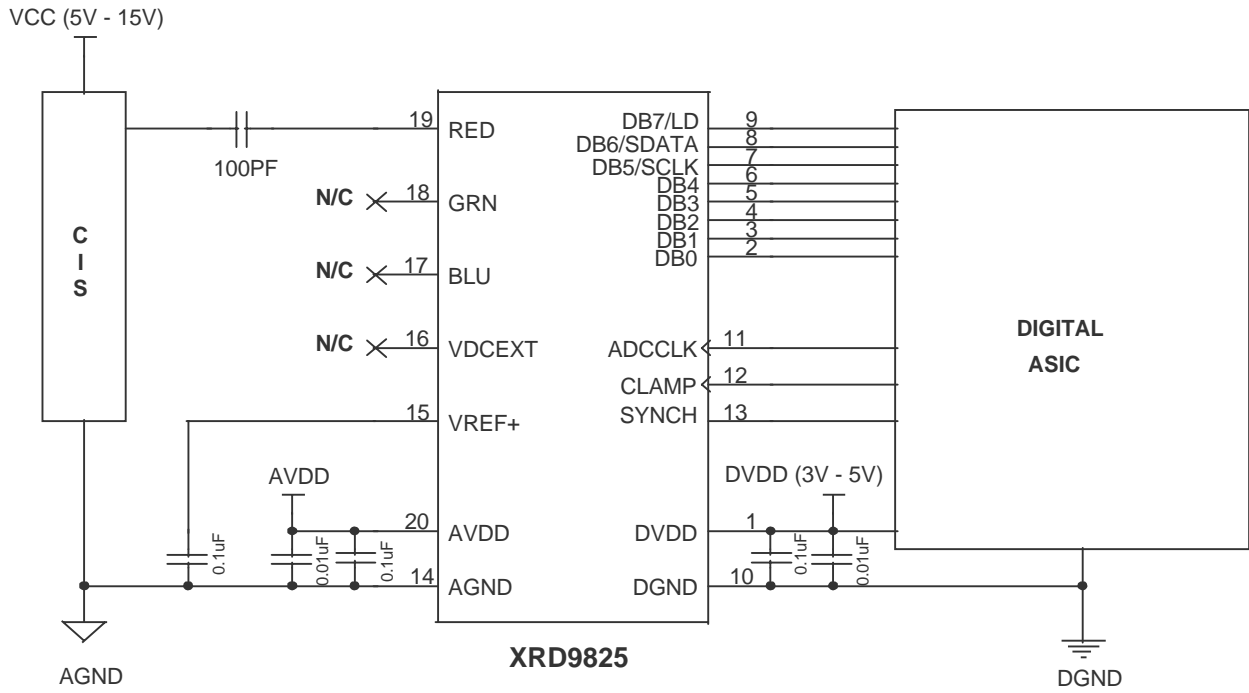 VCC (5V - 15V)
C
I
S
100PF
19
RED
N/C
18
GRN
N/C
17
BLU
N/C
16
VDCEXT
15
VREF+
AVDD
20
AVDD
14
AGND
0.1uF
0.01uF
0.1uF
AGND
DB7/LD
9
DB6/SDATA
8
DB5/SCLK
7
DB4
6
DB3
5
DB2
4
DB1
3
DB0
2
ADCCLK
11
CLAMP
12
SYNCH
13
DVDD (3V - 5V)
DVDD
1
DGND
10
0.1uF
0.01uF
DIGITAL
ASIC
XRD9825
DGND